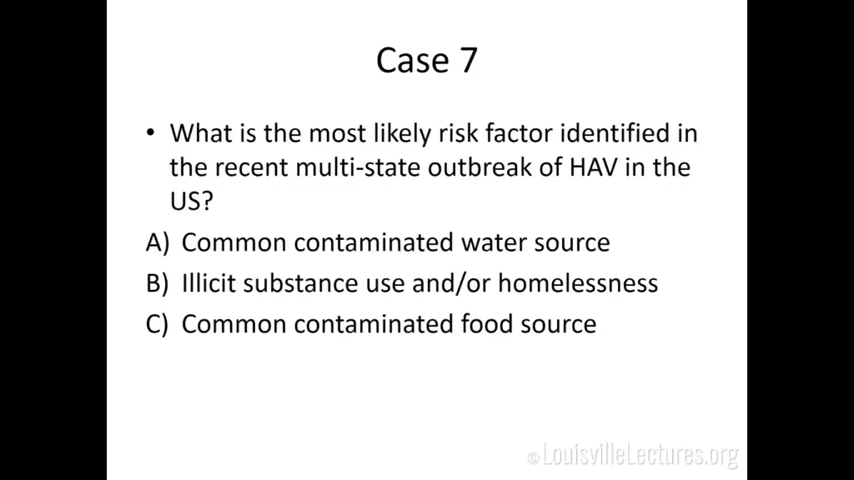 Case 7
• What is the most likely risk factor identified in
the recent multi-state outbreak of HAV in the
US?
A) Common contaminated water source
B) Illicit substance use and/or homelessness
C) Common contaminated food source
©LouisvilleLectures.org